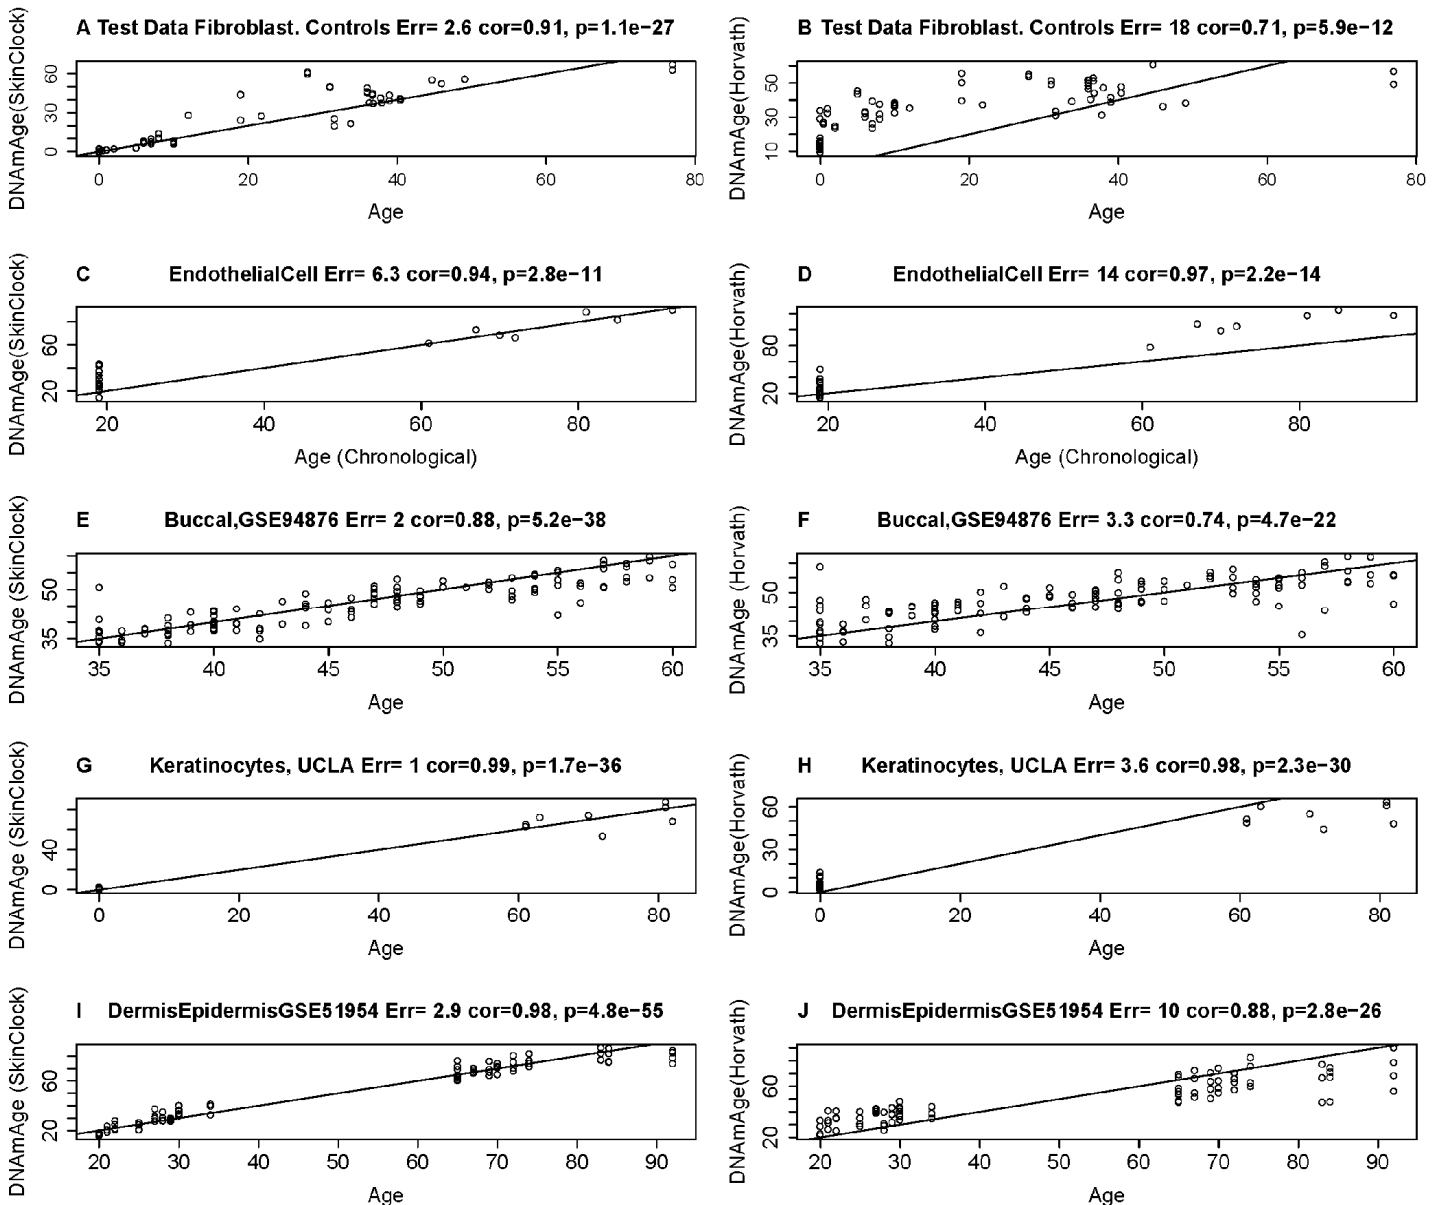 A Test Data Fibroblast. Controls Err= 2.6 cor=0.91, p=1.1e−27
DNAmAge(SkinClock)
0 30 60
0 20 40 60 80
Age
B Test Data Fibroblast. Controls Err= 18 cor=0.71, p=5.9e−12
DNAmAge(Horvath)
10 30 50
0 20 40 60 80
Age
C EndothelialCell Err= 6.3 cor=0.94, p=2.8e−11
DNAmAge(SkinClock)
20 60
20 40 60 80
Age (Chronological)
D EndothelialCell Err= 14 cor=0.97, p=2.2e−14
DNAmAge(Horvath)
20 80
20 40 60 80
Age (Chronological)
E Buccal,GSE94876 Err= 2 cor=0.88, p=5.2e−38
DNAmAge (SkinClock)
35 50
35 40 45 50 55 60
Age
F Buccal,GSE94876 Err= 3.3 cor=0.74, p=4.7e−22
DNAmAge (Horvath)
35 50
35 40 45 50 55 60
Age
G Keratinocytes, UCLA Err= 1 cor=0.99, p=1.7e−36
DNAmAge (SkinClock)
0 40
0 20 40 60 80
Age
H Keratinocytes, UCLA Err= 3.6 cor=0.98, p=2.3e−30
DNAmAge(Horvath)
0 30 60
0 20 40 60 80
Age
I DermisEpidermisGSE51954 Err= 2.9 cor=0.98, p=4.8e−55
DNAmAge (SkinClock)
20 60
20 30 40 50 60 70 80 90
Age
J DermisEpidermisGSE51954 Err= 10 cor=0.88, p=2.8e−26
DNAmAge(Horvath)
20 60
20 30 40 50 60 70 80 90
Age